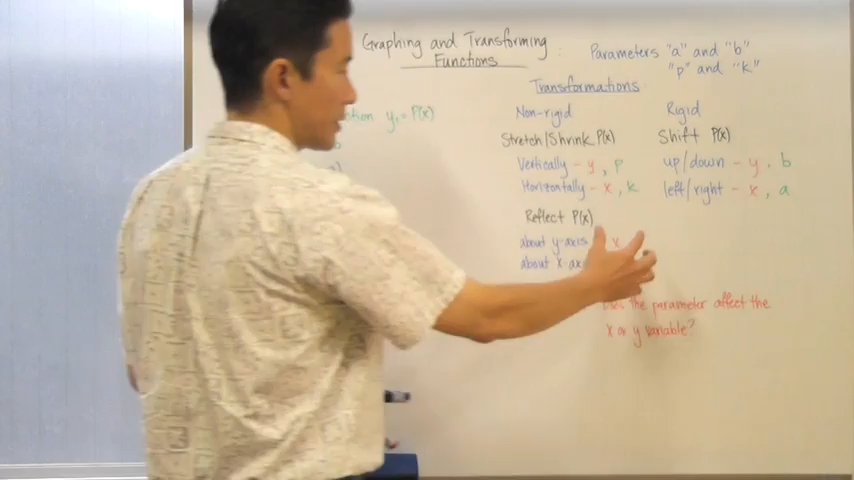 Graphing and Transforming
Functions
Parameters "a" and "b"
"p" and "k"
y₁ = P(x)
Transformations
Non-rigid
Stretch/Shrink P(x)
Vertically - y, p
Horizontally - x, k
Reflect P(x)
about y-axis x
about x-
Rigid
Shift P(x)
up/down - y, b
left/right - x, a
the parameter affect the
x or y variable?